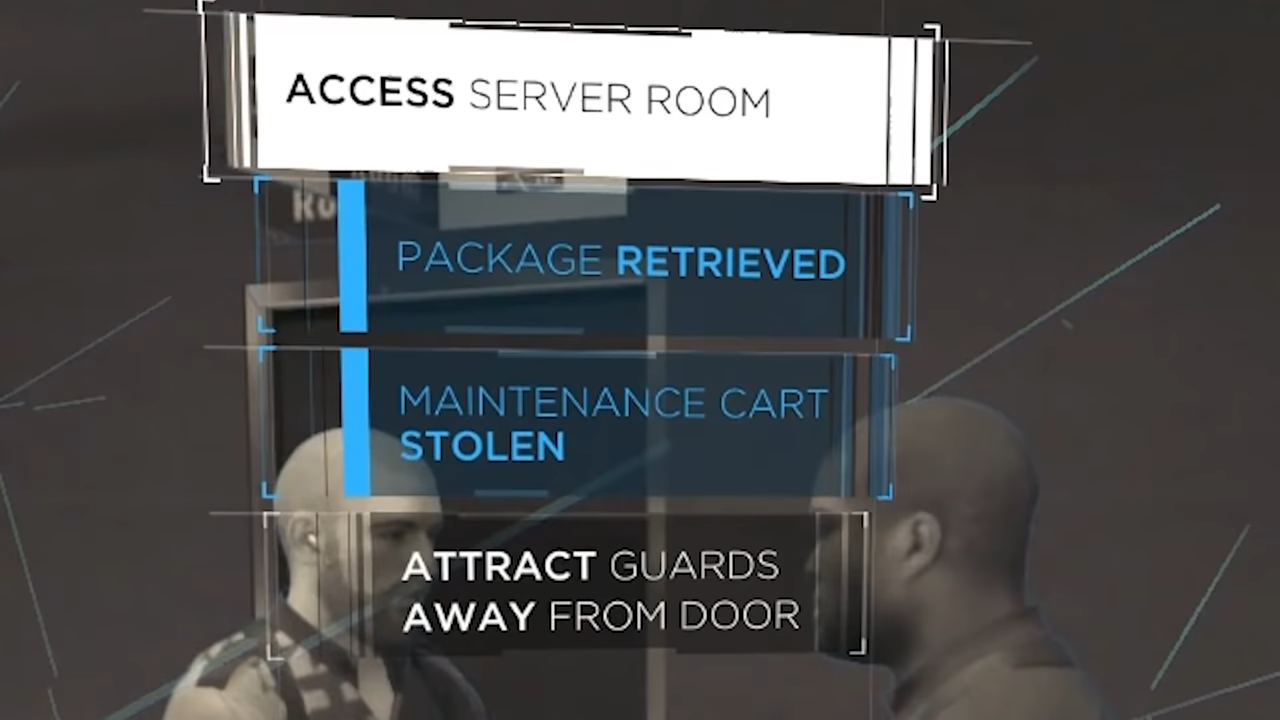 ACCESS SERVER ROOM
PACKAGE RETRIEVED
MAINTENANCE CART
STOLEN
ATTRACT GUARDS
AWAY FROM DOOR